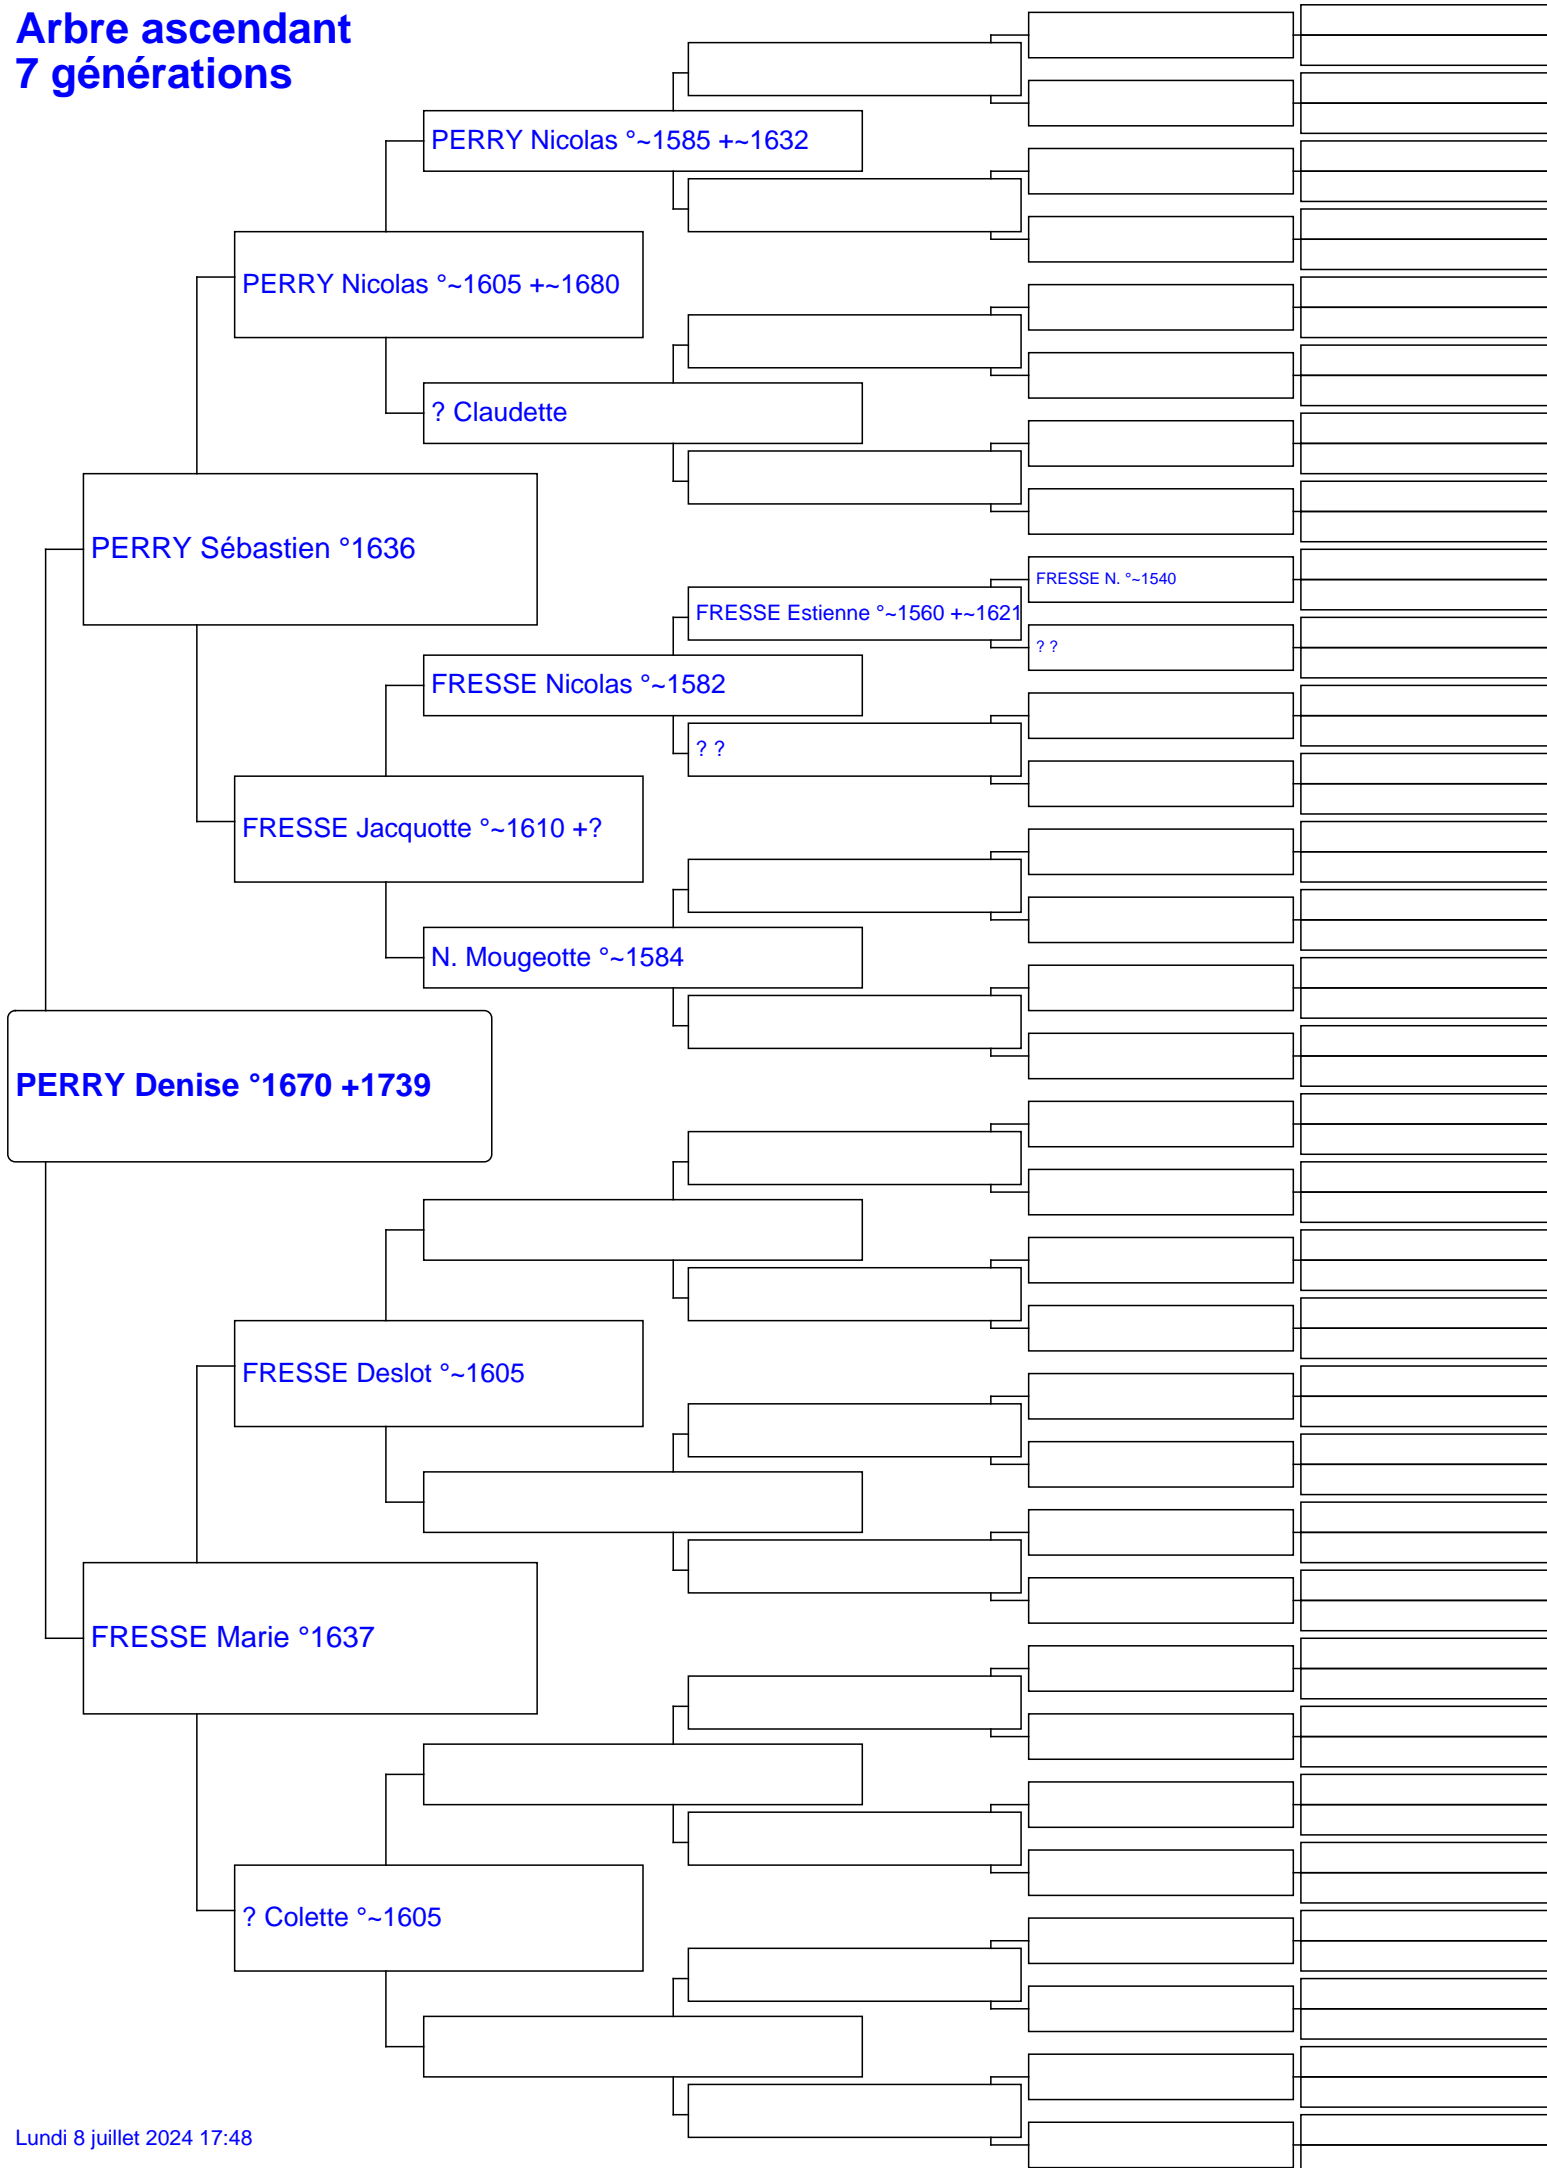 Arbre ascendant
7 générations
PERRY Nicolas °~1585 +~1632
PERRY Nicolas °~1605 +~1680
? Claudette
PERRY Sébastien °1636
FRESSE N. °~1540
FRESSE Estienne °~1560 +~1621
? ?
FRESSE Nicolas °~1582
? ?
FRESSE Jacquotte °~1610 +?
N. Mougeotte °~1584
PERRY Denise °1670 +1739
FRESSE Deslot °~1605
FRESSE Marie °1637
? Colette °~1605
Lundi 8 juillet 2024 17:48